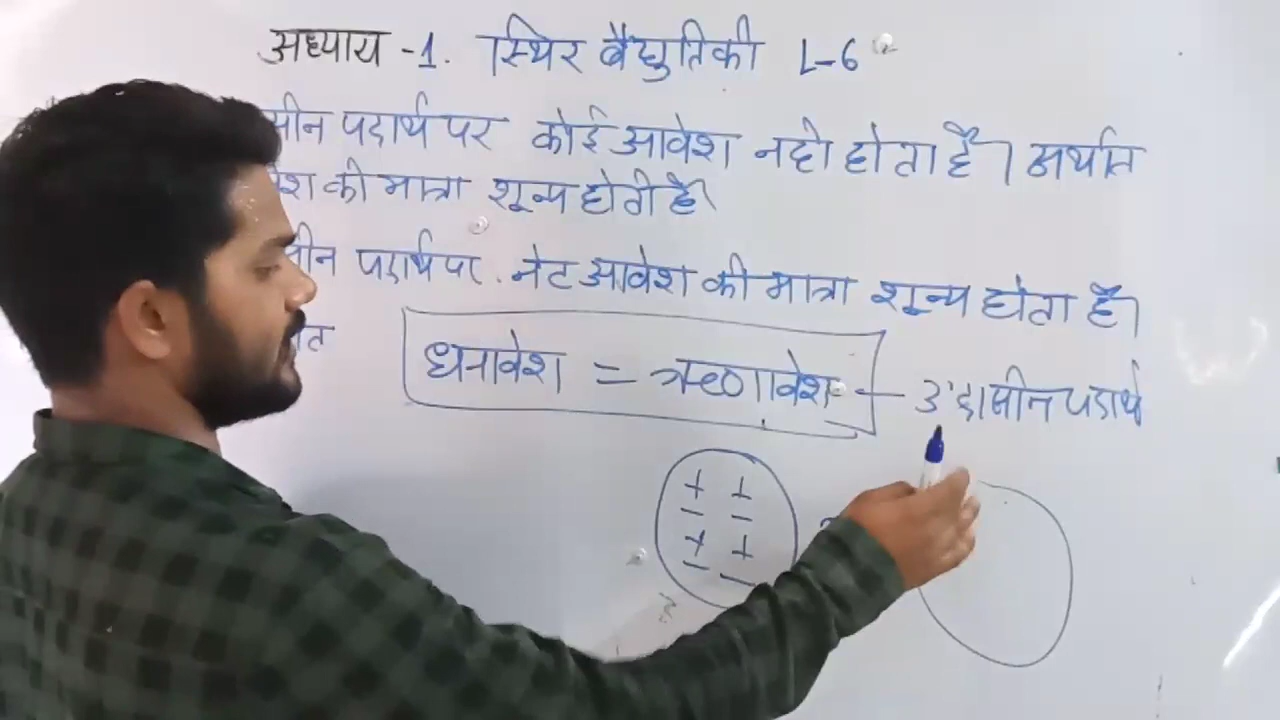 अध्याय -1. स्थिर वैद्युतिकी L-6
सीन पदार्थ पर कोई आवेश नही होता है। अर्थात
वेश की मात्रा शून्य होती है।
सीन पदार्थ पर. नेट आवेश की मात्रा शून्य होता है।
धनावेश = ऋणावेश - उदासीन पदार्थ
+ +
- -
+ +
- -